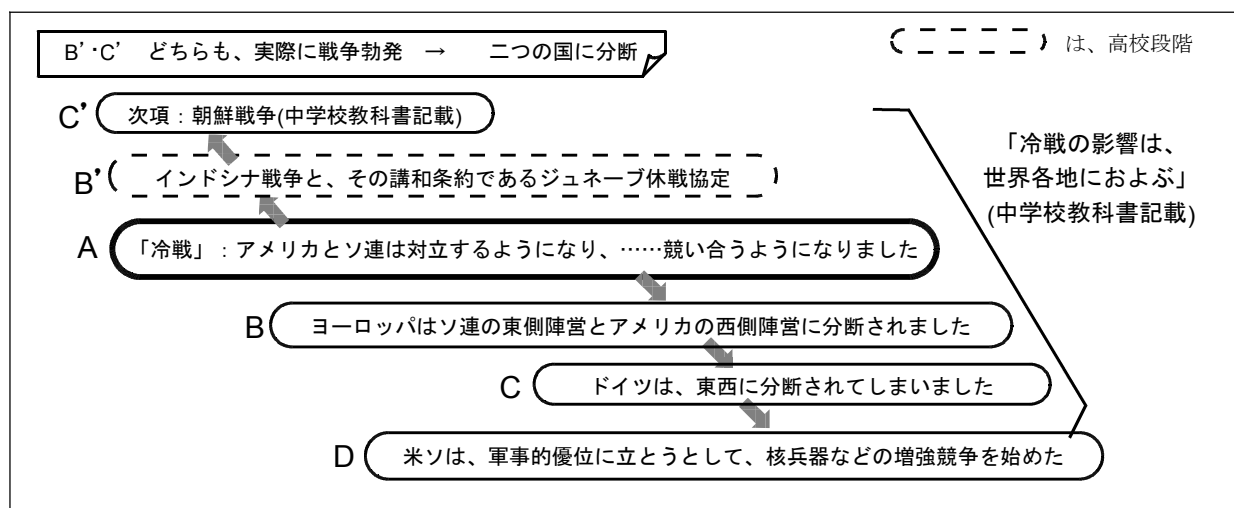 B’・C’ どちらも、実際に戦争勃発 → 二つの国に分断
は、高校段階
C’ 次項：朝鮮戦争(中学校教科書記載)
B’ インドシナ戦争と、その講和条約であるジュネーブ休戦協定
A 「冷戦」：アメリカとソ連は対立するようになり、……競い合うようになりました
B ヨーロッパはソ連の東側陣営とアメリカの西側陣営に分断されました
C ドイツは、東西に分断されてしまいました
D 米ソは、軍事的優位に立とうとして、核兵器などの増強競争を始めた
「冷戦の影響は、
世界各地におよぶ」
(中学校教科書記載)